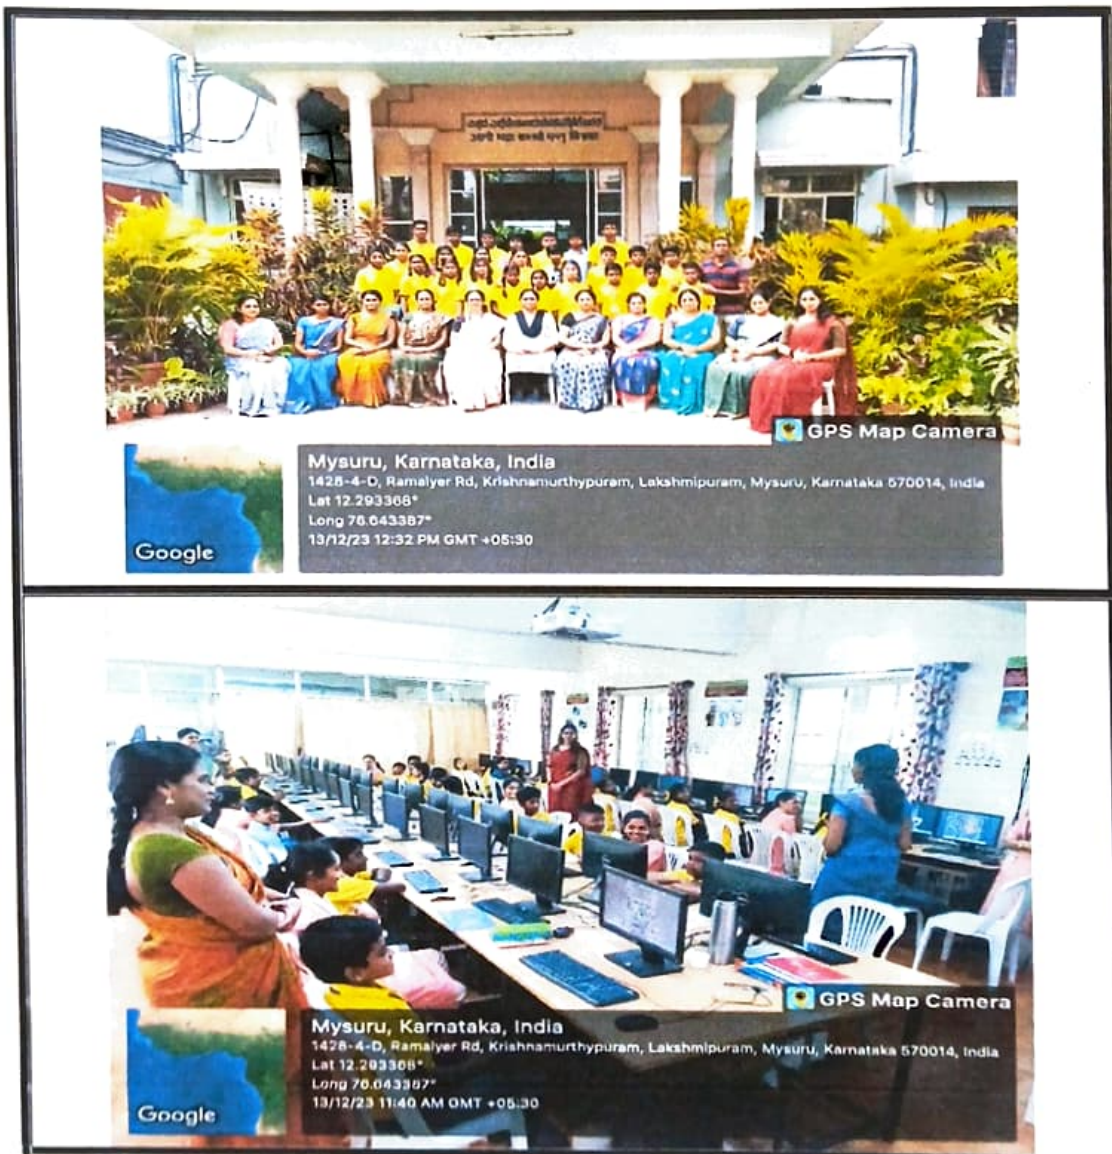 GPS Map Camera
Mysuru, Karnataka, India
1428-4-D, Ramaiyer Rd, Krishnamurthypuram, Lakshmipuram, Mysuru, Karnataka 570014, India
Lat 12.293368°
Long 76.643387°
13/12/23 12:32 PM GMT +05:30
Google
GPS Map Camera
Mysuru, Karnataka, India
1428-4-D, Ramaiyer Rd, Krishnamurthypuram, Lakshmipuram, Mysuru, Karnataka 570014, India
Lat 12.293368°
Long 76.643387°
13/12/23 11:40 AM GMT +05:30
Google